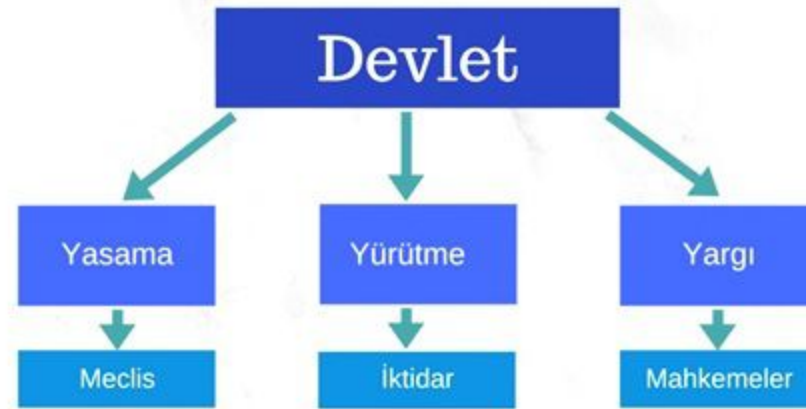 Devlet
Yasama
Yürütme
Yargı
Meclis
İktidar
Mahkemeler